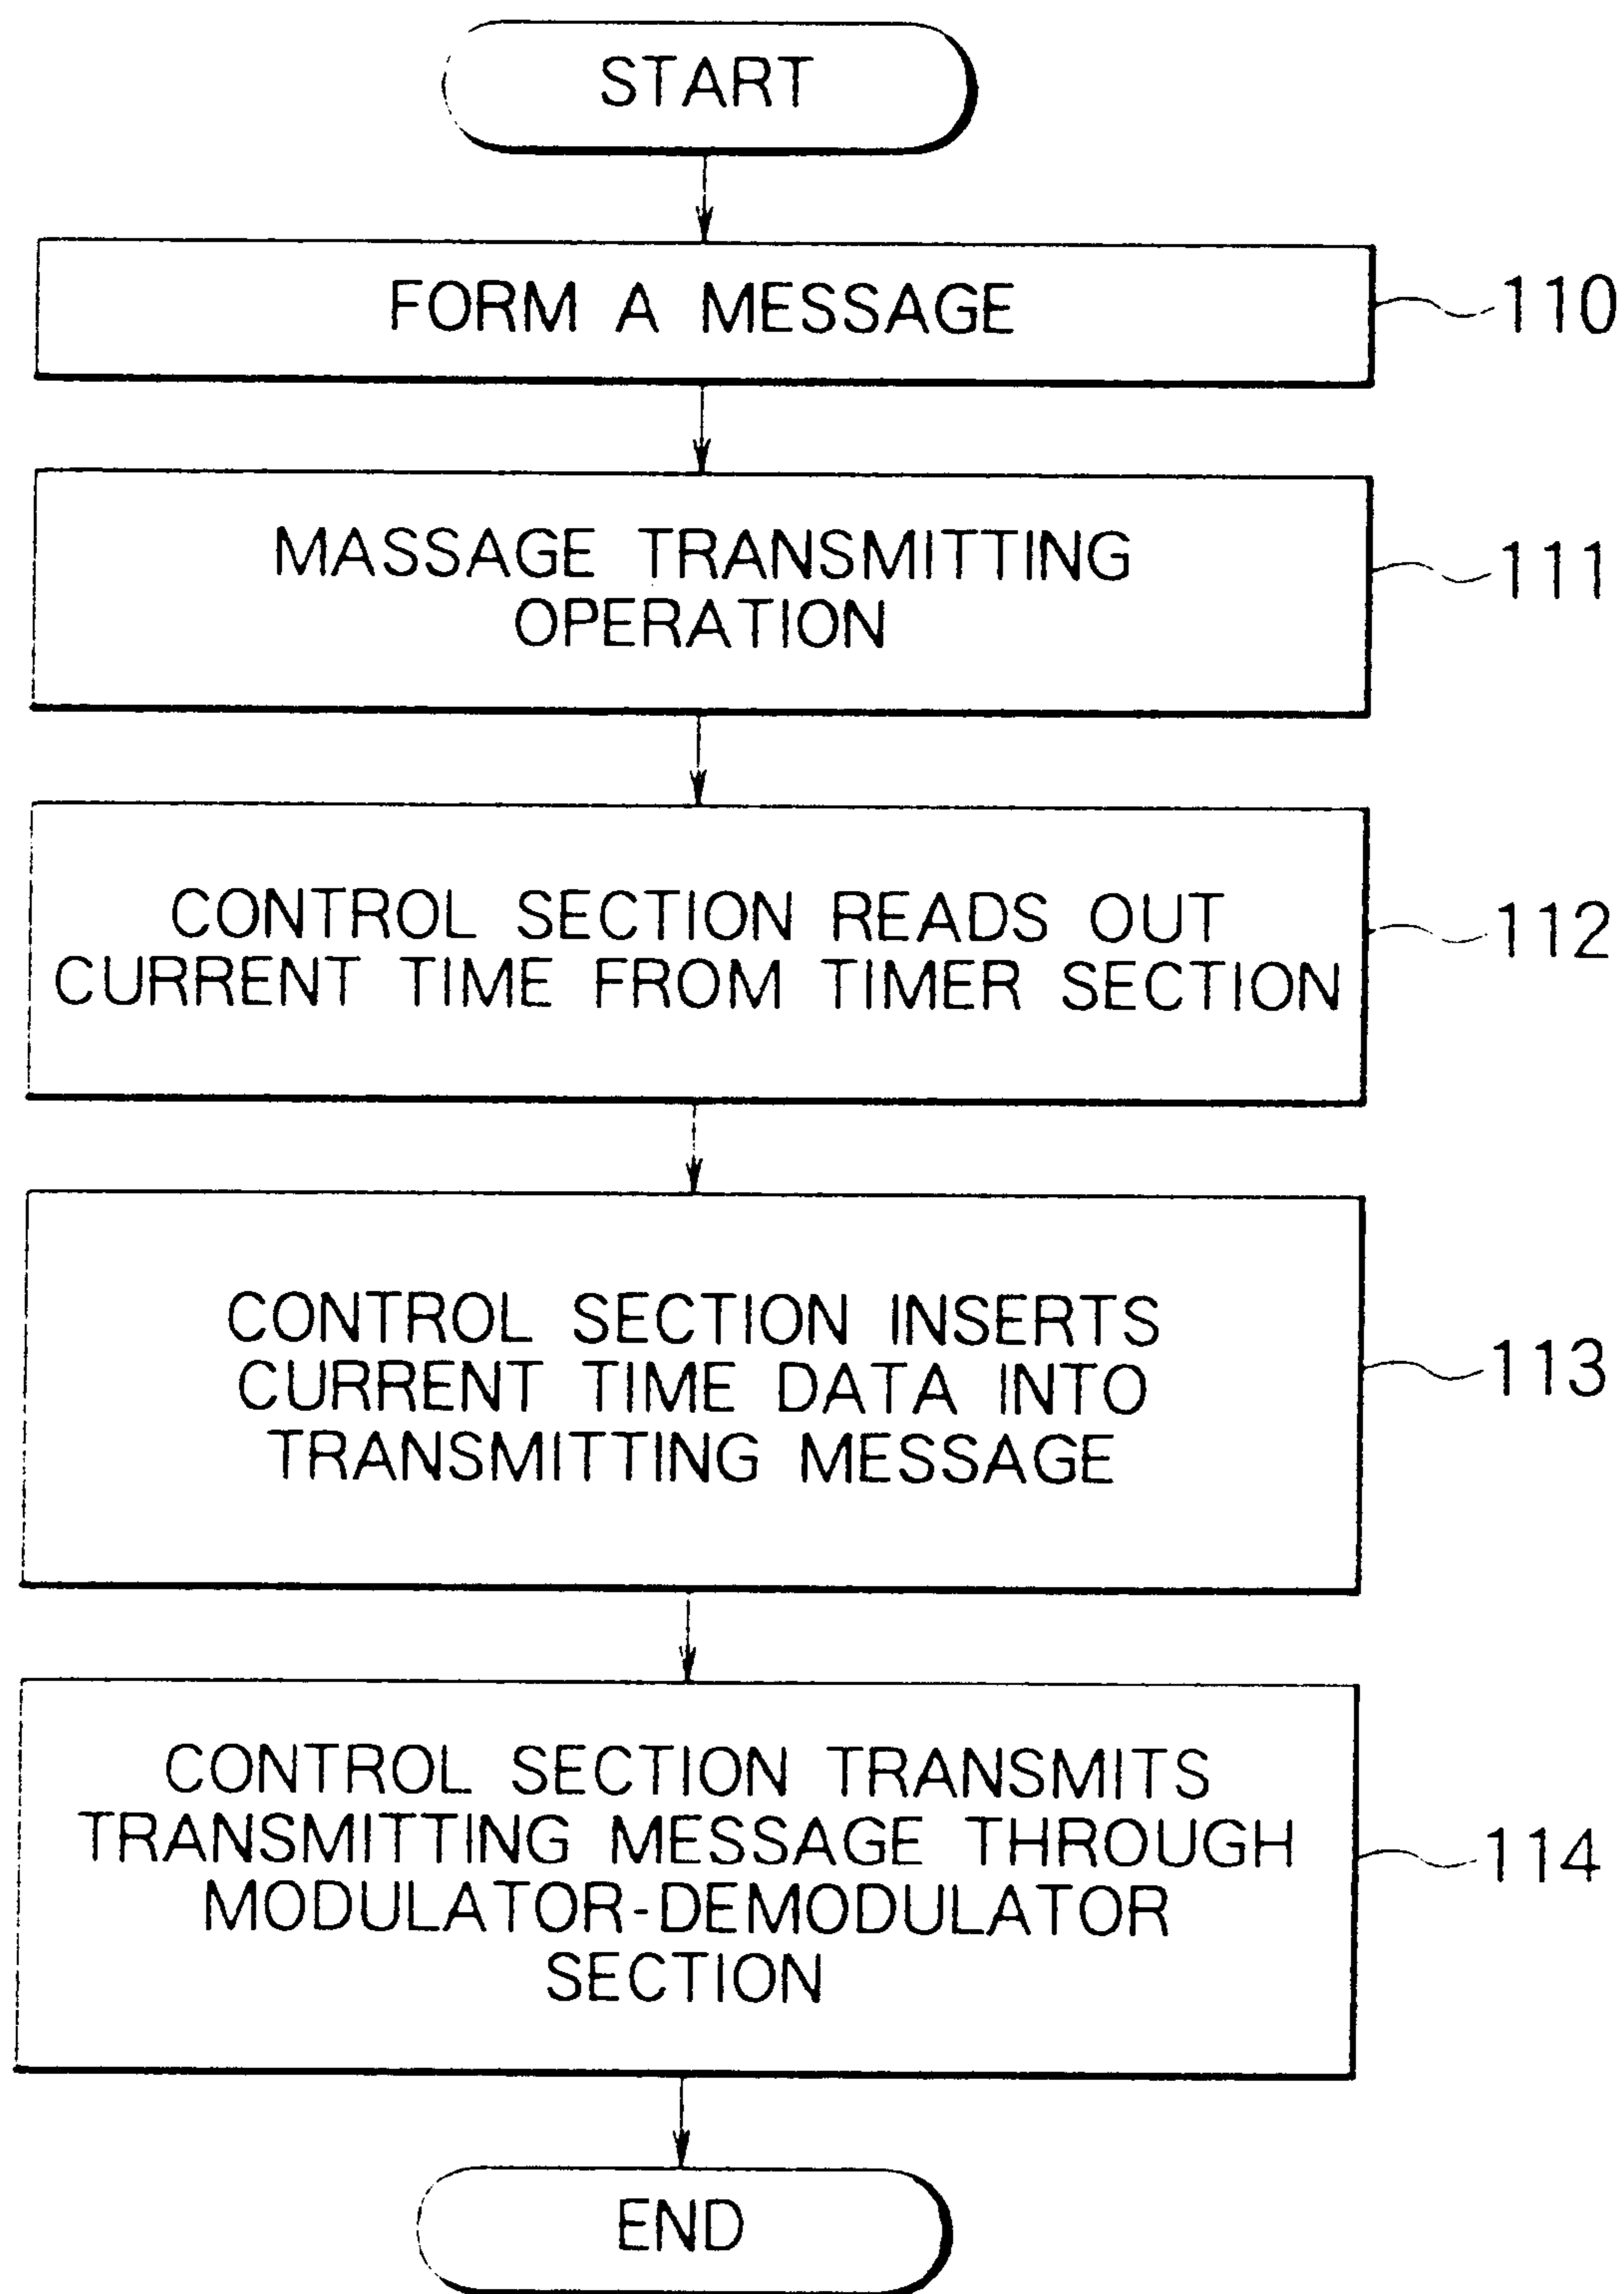 START
FORM A MESSAGE
110
MASSAGE TRANSMITTING
OPERATION
111
CONTROL SECTION READS OUT
CURRENT TIME FROM TIMER SECTION
112
CONTROL SECTION INSERTS
CURRENT TIME DATA INTO
TRANSMITTING MESSAGE
113
CONTROL SECTION TRANSMITS
TRANSMITTING MESSAGE THROUGH
MODULATOR-DEMODULATOR
SECTION
114
END